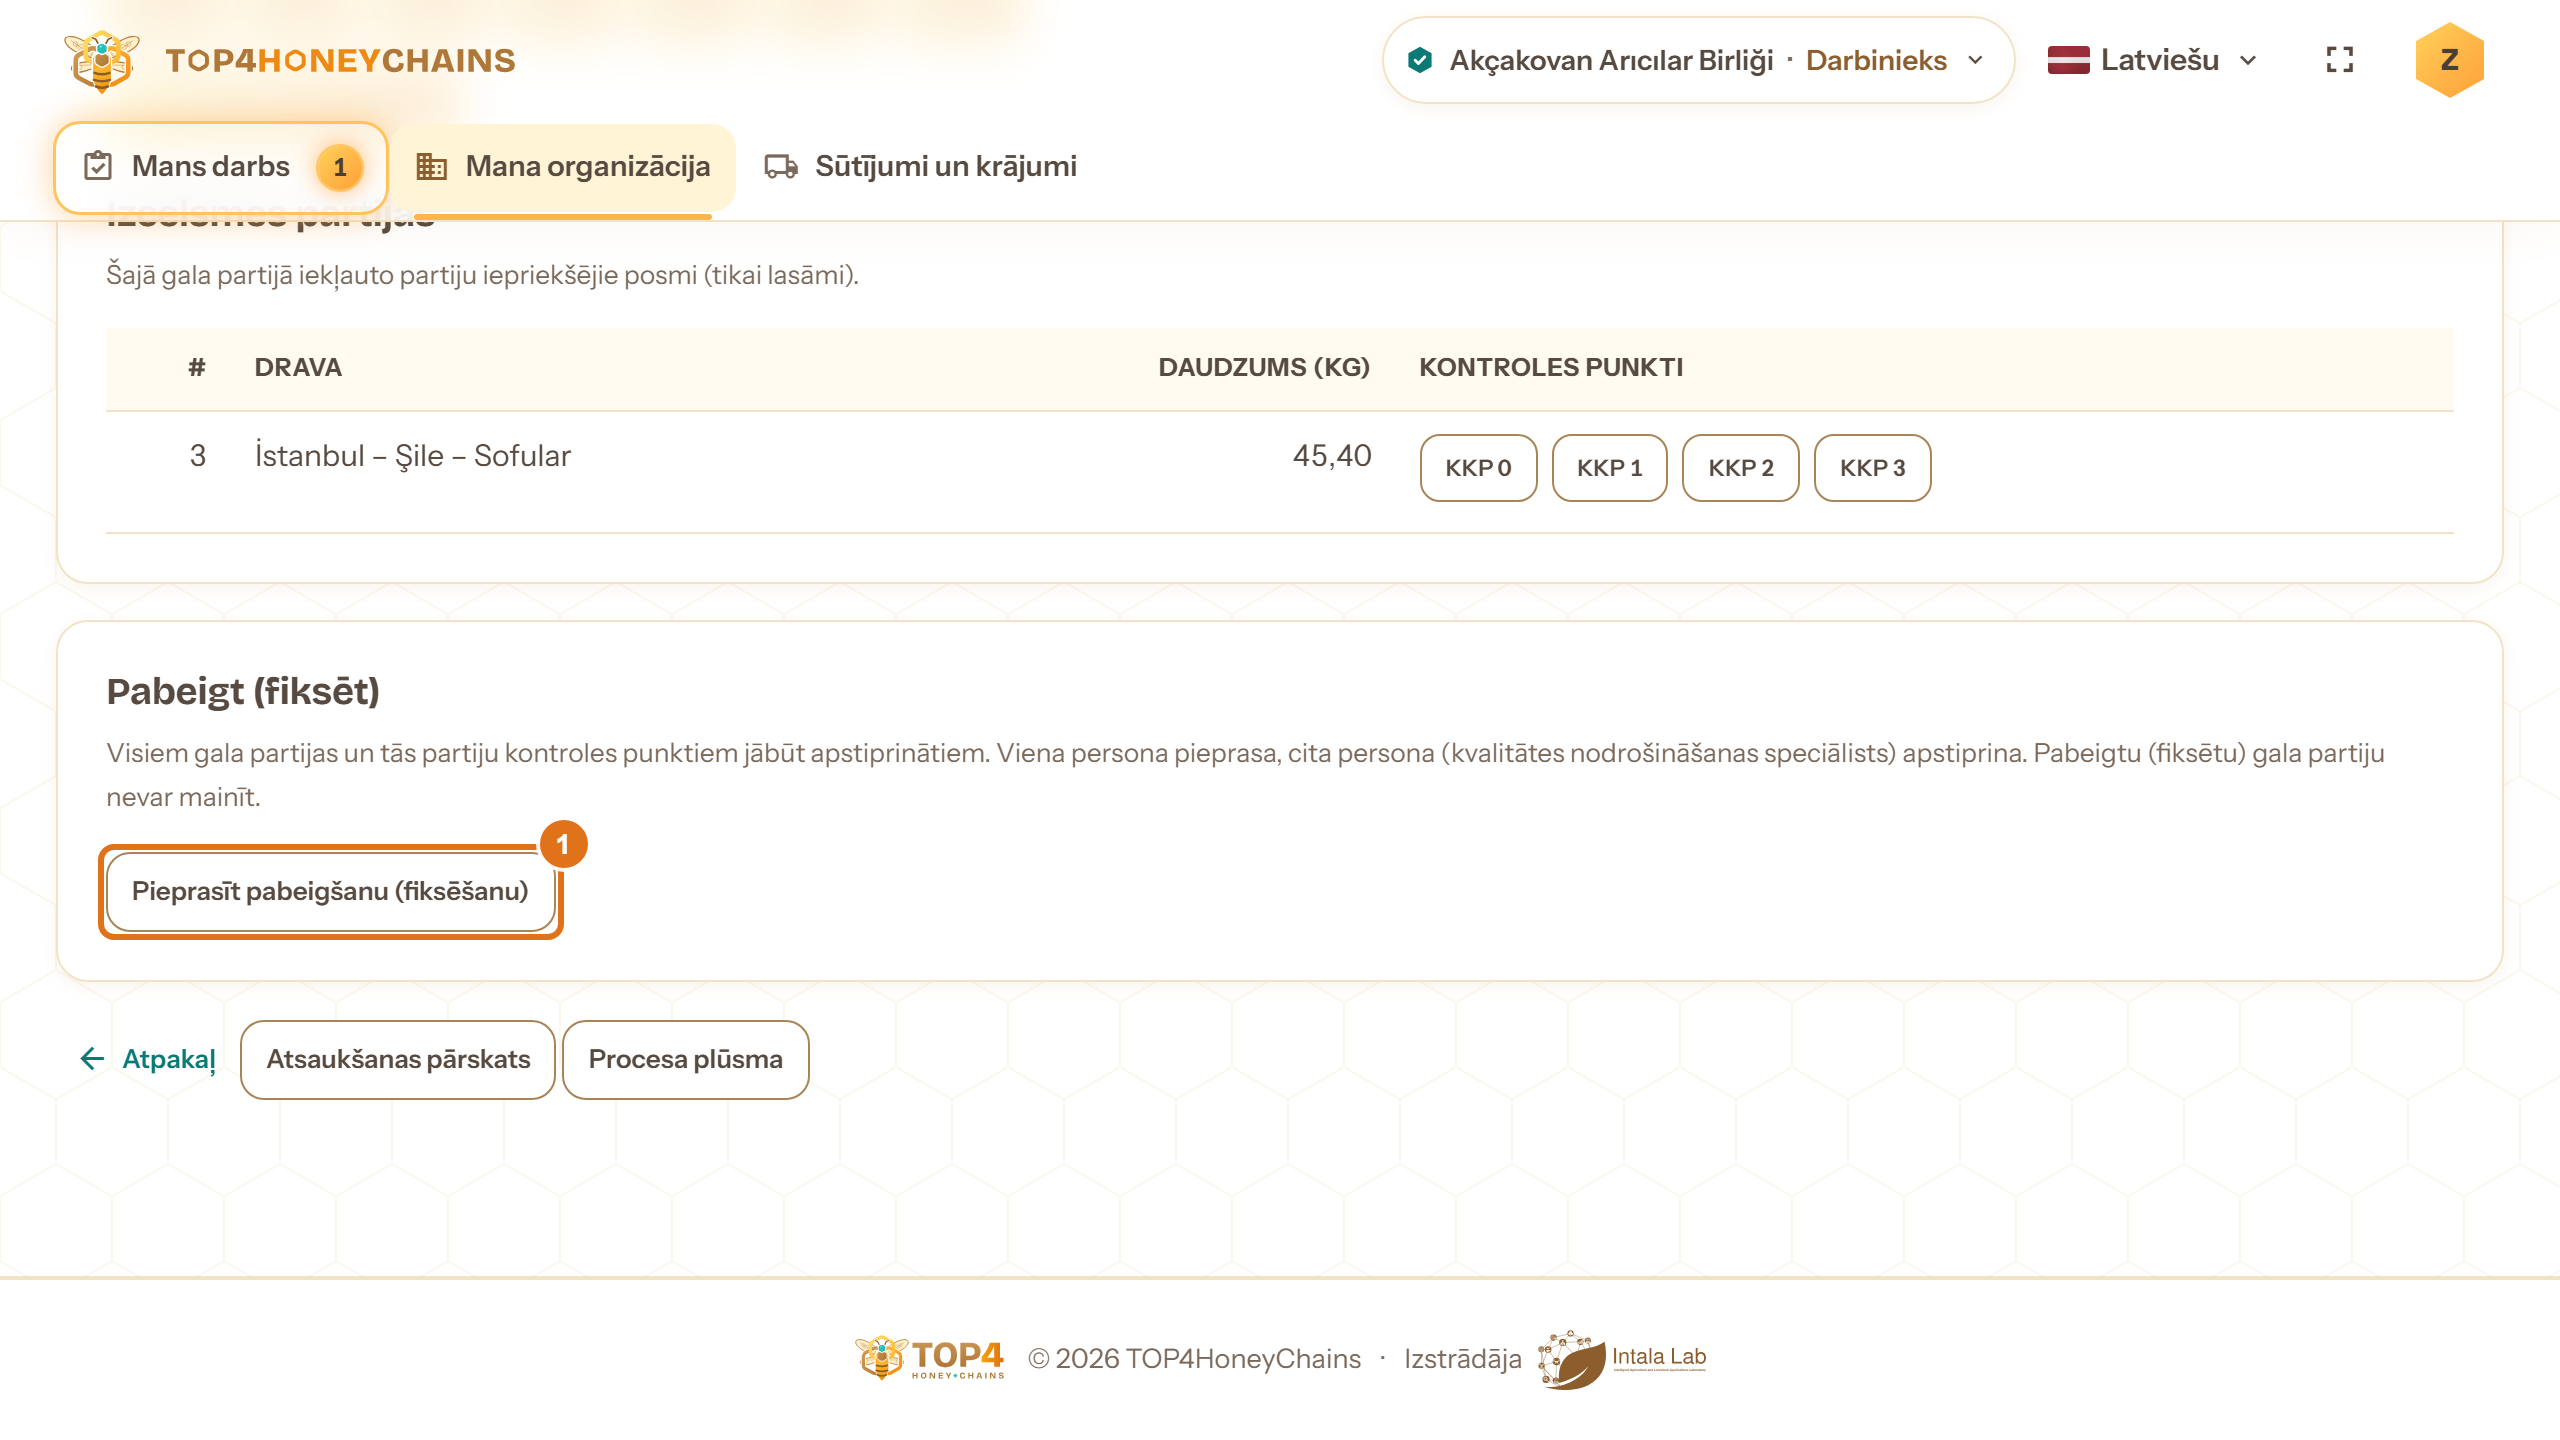 TOP4HONEYCHAINS
Akçakovan Arıcılar Birliği · Darbinieks
Latviešu
Z
Mans darbs 1
Mana organizācija
Sūtījumi un krājumi
Izcelsmes partijas
Šajā gala partijā iekļauto partiju iepriekšējie posmi (tikai lasāmi).
# DRAVA DAUDZUMS (KG) KONTROLES PUNKTI
3 İstanbul – Şile – Sofular 45,40 KKP 0 KKP 1 KKP 2 KKP 3
Pabeigt (fiksēt)
Visiem gala partijas un tās partiju kontroles punktiem jābūt apstiprinātiem. Viena persona pieprasa, cita persona (kvalitātes nodrošināšanas speciālists) apstiprina. Pabeigtu (fiksētu) gala partiju
nevar mainīt.
1
Pieprasīt pabeigšanu (fiksēšanu)
Atpakaļ Atsaukšanas pārskats Procesa plūsma
TOP4
HONEY CHAINS
© 2026 TOP4HoneyChains · Izstrādāja
Intala Lab